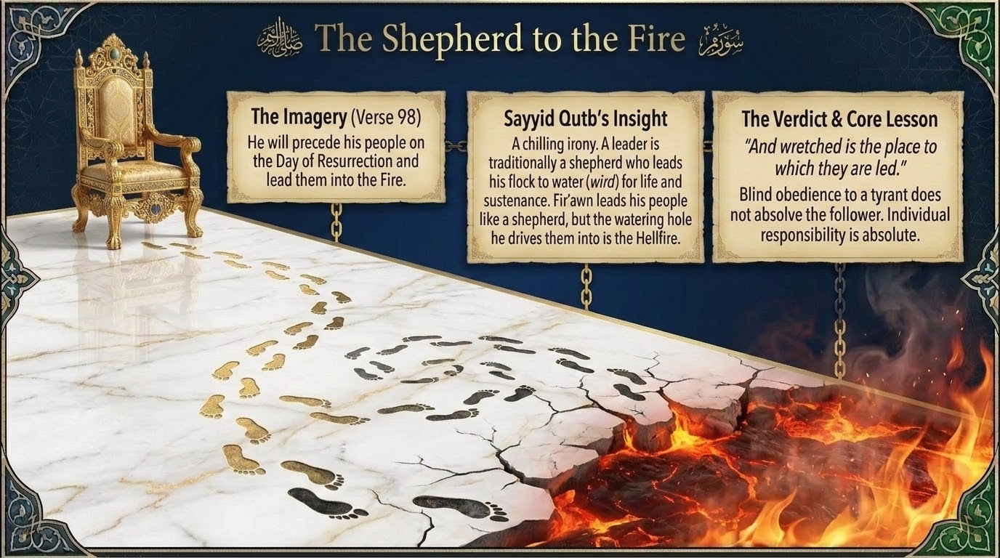 The Shepherd to the Fire
The Imagery (Verse 98)
He will precede his people on
the Day of Resurrection and
lead them into the Fire.
Sayyid Qutb's Insight
A chilling irony. A leader is
traditionally a shepherd who leads
his flock to water (wird) for life and
sustenance. Fir'awn leads his people
like a shepherd, but the watering hole
he drives them into is the Hellfire.
The Verdict & Core Lesson
"And wretched is the place to
which they are led."
Blind obedience to a tyrant does
not absolve the follower. Individual
responsibility is absolute.